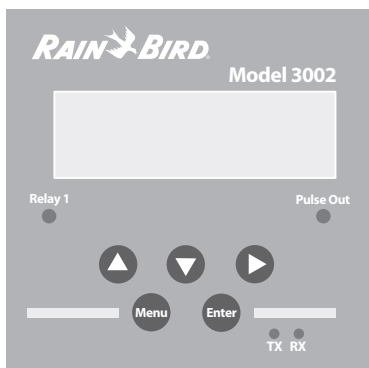 RAIN BIRD
Model 3002
Relay 1 Pulse Out
Menu Enter
TX RX